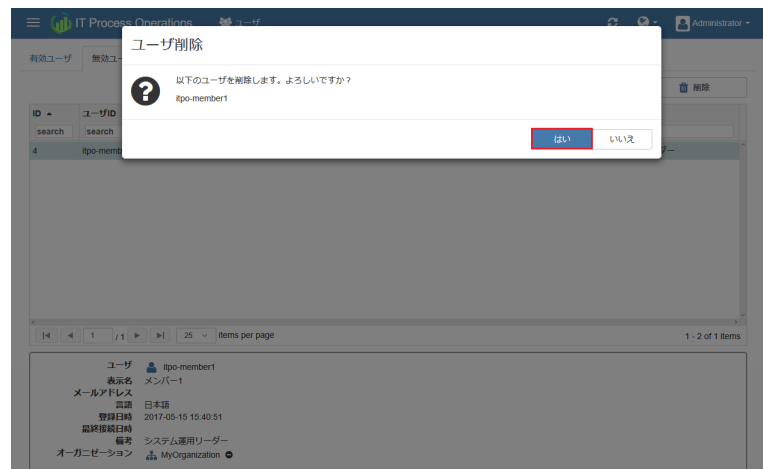 IT Process Operations ユーザ Administrator
有効ユーザ 無効ユー
ユーザ削除
以下のユーザを削除します。よろしいですか？
itpo-member1
はい いいえ
削除
ID ユーザID
search search
4 itpo-memb ダー
1 / 1 25 items per page 1 - 2 of 1 items
ユーザ itpo-member1
表示名 メンバー1
メールアドレス
言語 日本語
登録日時 2017-05-15 15:40:51
最終接続日時
備考 システム運用リーダー
オーガニゼーション MyOrganization